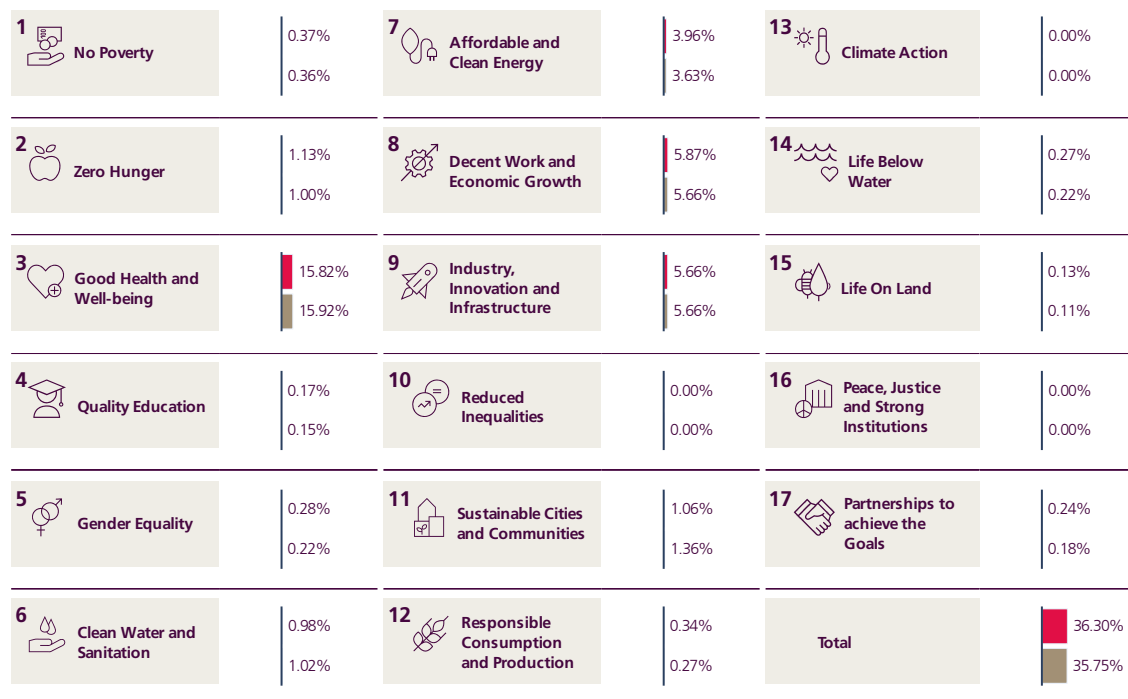 1
No Poverty
0.37%
0.36%
2
Zero Hunger
1.13%
1.00%
3
Good Health and
Well-being
15.82%
15.92%
4
Quality Education
0.17%
0.15%
5
Gender Equality
0.28%
0.22%
6
Clean Water and
Sanitation
0.98%
1.02%
7
Affordable and
Clean Energy
3.96%
3.63%
8
Decent Work and
Economic Growth
5.87%
5.66%
9
Industry,
Innovation and
Infrastructure
5.66%
5.66%
10
Reduced
Inequalities
0.00%
0.00%
11
Sustainable Cities
and Communities
1.06%
1.36%
12
Responsible
Consumption
and Production
0.34%
0.27%
13
Climate Action
0.00%
0.00%
14
Life Below
Water
0.27%
0.22%
15
Life On Land
0.13%
0.11%
16
Peace, Justice
and Strong
Institutions
0.00%
0.00%
17
Partnerships to
achieve the
Goals
0.24%
0.18%
Total
36.30%
35.75%